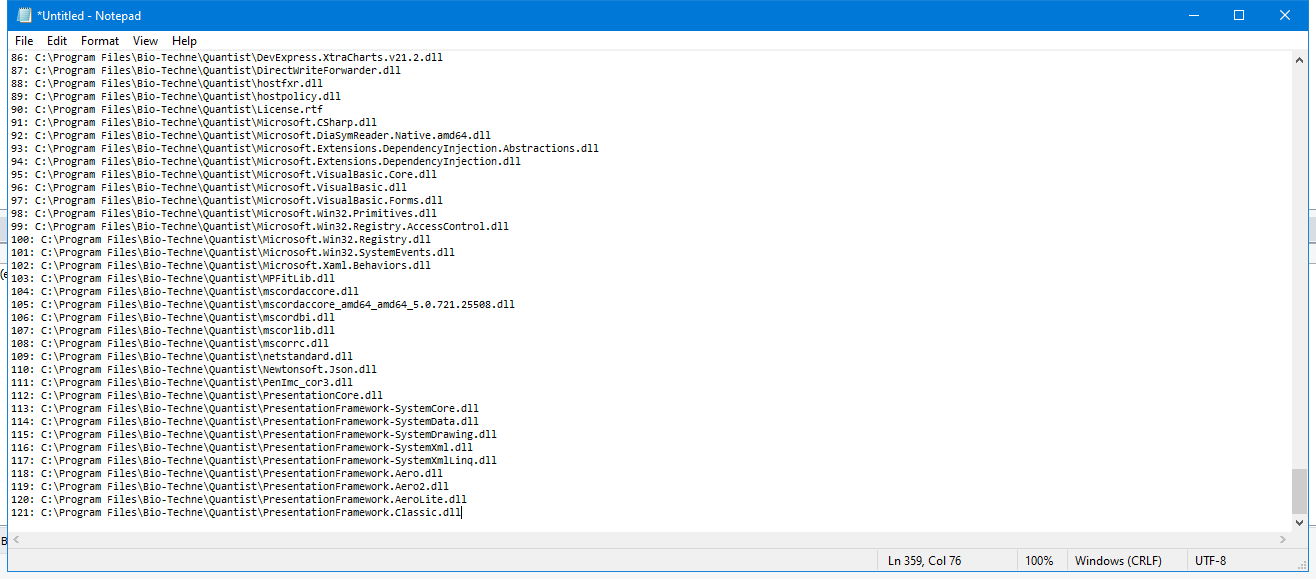 *Untitled - Notepad
File Edit Format View Help
86: C:\Program Files\Bio-Techne\Quantist\DevExpress.XtraCharts.v21.2.dll
87: C:\Program Files\Bio-Techne\Quantist\DirectWriteForwarder.dll
88: C:\Program Files\Bio-Techne\Quantist\hostfxr.dll
89: C:\Program Files\Bio-Techne\Quantist\hostpolicy.dll
90: C:\Program Files\Bio-Techne\Quantist\License.rtf
91: C:\Program Files\Bio-Techne\Quantist\Microsoft.CSharp.dll
92: C:\Program Files\Bio-Techne\Quantist\Microsoft.DiaSymReader.Native.amd64.dll
93: C:\Program Files\Bio-Techne\Quantist\Microsoft.Extensions.DependencyInjection.Abstractions.dll
94: C:\Program Files\Bio-Techne\Quantist\Microsoft.Extensions.DependencyInjection.dll
95: C:\Program Files\Bio-Techne\Quantist\Microsoft.VisualBasic.Core.dll
96: C:\Program Files\Bio-Techne\Quantist\Microsoft.VisualBasic.dll
97: C:\Program Files\Bio-Techne\Quantist\Microsoft.VisualBasic.Forms.dll
98: C:\Program Files\Bio-Techne\Quantist\Microsoft.Win32.Primitives.dll
99: C:\Program Files\Bio-Techne\Quantist\Microsoft.Win32.Registry.AccessControl.dll
100: C:\Program Files\Bio-Techne\Quantist\Microsoft.Win32.Registry.dll
101: C:\Program Files\Bio-Techne\Quantist\Microsoft.Win32.SystemEvents.dll
102: C:\Program Files\Bio-Techne\Quantist\Microsoft.Xaml.Behaviors.dll
103: C:\Program Files\Bio-Techne\Quantist\MPFitLib.dll
104: C:\Program Files\Bio-Techne\Quantist\mscordaccore.dll
105: C:\Program Files\Bio-Techne\Quantist\mscordaccore_amd64_amd64_5.0.721.25508.dll
106: C:\Program Files\Bio-Techne\Quantist\mscordbi.dll
107: C:\Program Files\Bio-Techne\Quantist\mscorlib.dll
108: C:\Program Files\Bio-Techne\Quantist\mscorrc.dll
109: C:\Program Files\Bio-Techne\Quantist\netstandard.dll
110: C:\Program Files\Bio-Techne\Quantist\Newtonsoft.Json.dll
111: C:\Program Files\Bio-Techne\Quantist\PenImc_cor3.dll
112: C:\Program Files\Bio-Techne\Quantist\PresentationCore.dll
113: C:\Program Files\Bio-Techne\Quantist\PresentationFramework-SystemCore.dll
114: C:\Program Files\Bio-Techne\Quantist\PresentationFramework-SystemData.dll
115: C:\Program Files\Bio-Techne\Quantist\PresentationFramework-SystemDrawing.dll
116: C:\Program Files\Bio-Techne\Quantist\PresentationFramework-SystemXml.dll
117: C:\Program Files\Bio-Techne\Quantist\PresentationFramework-SystemXmlLinq.dll
118: C:\Program Files\Bio-Techne\Quantist\PresentationFramework.Aero.dll
119: C:\Program Files\Bio-Techne\Quantist\PresentationFramework.Aero2.dll
120: C:\Program Files\Bio-Techne\Quantist\PresentationFramework.AeroLite.dll
121: C:\Program Files\Bio-Techne\Quantist\PresentationFramework.Classic.dll
Ln 359, Col 76 100% Windows (CRLF) UTF-8